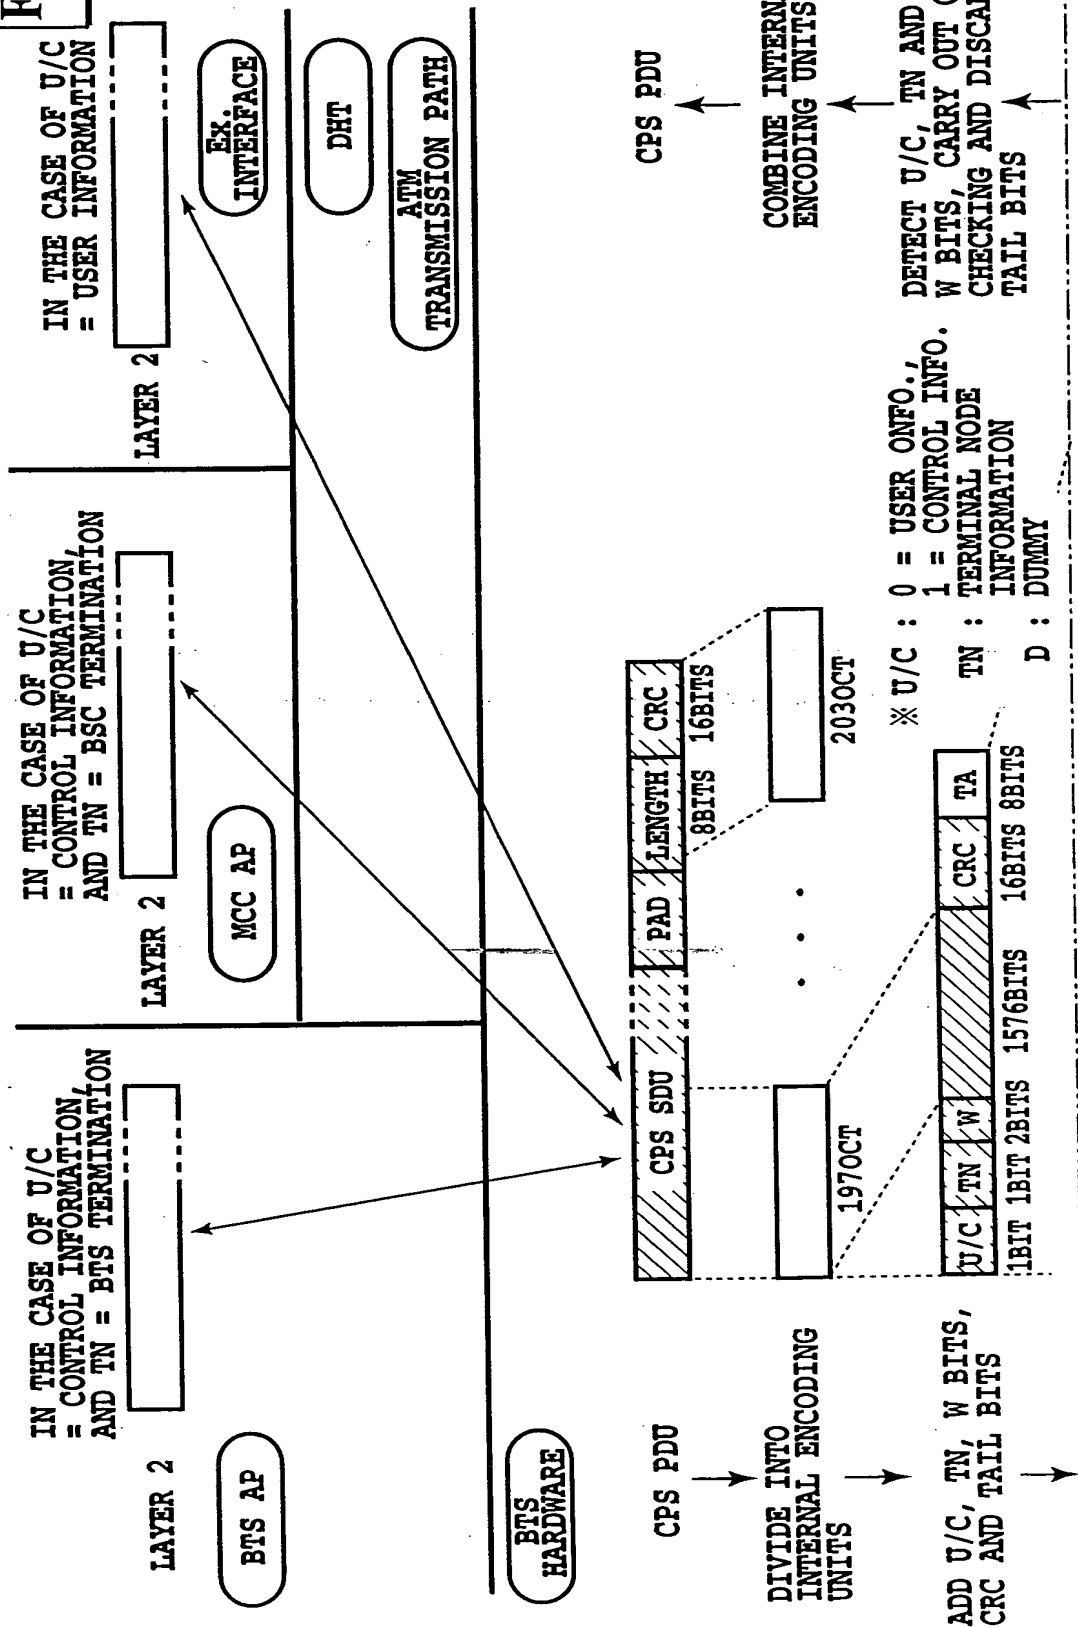 F
IN THE CASE OF U/C
= CONTROL INFORMATION,
AND TN = BTS TERMINATION
LAYER 2
BTS AP
IN THE CASE OF U/C
= CONTROL INFORMATION,
AND TN = BSC TERMINATION
LAYER 2
MCC AP
IN THE CASE OF U/C
= USER INFORMATION
LAYER 2
Ex.
INTERFACE
DHT
ATM
TRANSMISSION PATH
BTS
HARDWARE
CPS PDU
DIVIDE INTO
INTERNAL ENCODING
UNITS
ADD U/C, TN, W BITS,
CRC AND TAIL BITS
CPS SDU PAD LENGTH CRC
8BITS 16BITS
197OCT
203OCT
U/C TN W CRC TA
1BIT 1BIT 2BITS 1576BITS 16BITS 8BITS
※ U/C : 0 = USER ONFO.,
1 = CONTROL INFO.
TN : TERMINAL NODE
INFORMATION
D : DUMMY
CPS PDU
COMBINE INTERN
ENCODING UNITS
DETECT U/C, TN AND
W BITS, CARRY OUT C
CHECKING AND DISCA
TAIL BITS